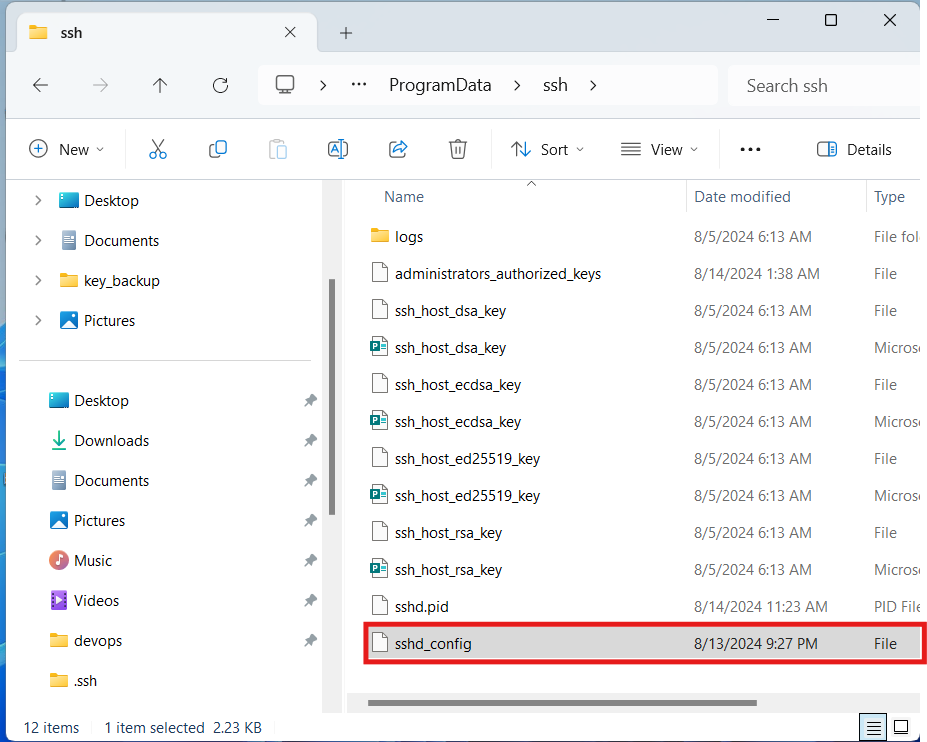 ssh
ProgramData ssh
Search ssh
New
Sort
View
Details
Desktop
Documents
key_backup
Pictures
Desktop
Downloads
Documents
Pictures
Music
Videos
devops
.ssh
Name Date modified Type
logs 8/5/2024 6:13 AM File fol
administrators_authorized_keys 8/14/2024 1:38 AM File
ssh_host_dsa_key 8/5/2024 6:13 AM File
ssh_host_dsa_key 8/5/2024 6:13 AM Microso
ssh_host_ecdsa_key 8/5/2024 6:13 AM File
ssh_host_ecdsa_key 8/5/2024 6:13 AM Microso
ssh_host_ed25519_key 8/5/2024 6:13 AM File
ssh_host_ed25519_key 8/5/2024 6:13 AM Microso
ssh_host_rsa_key 8/5/2024 6:13 AM File
ssh_host_rsa_key 8/5/2024 6:13 AM Microso
sshd.pid 8/14/2024 11:23 AM PID File
sshd_config 8/13/2024 9:27 PM File
12 items 1 item selected 2.23 KB